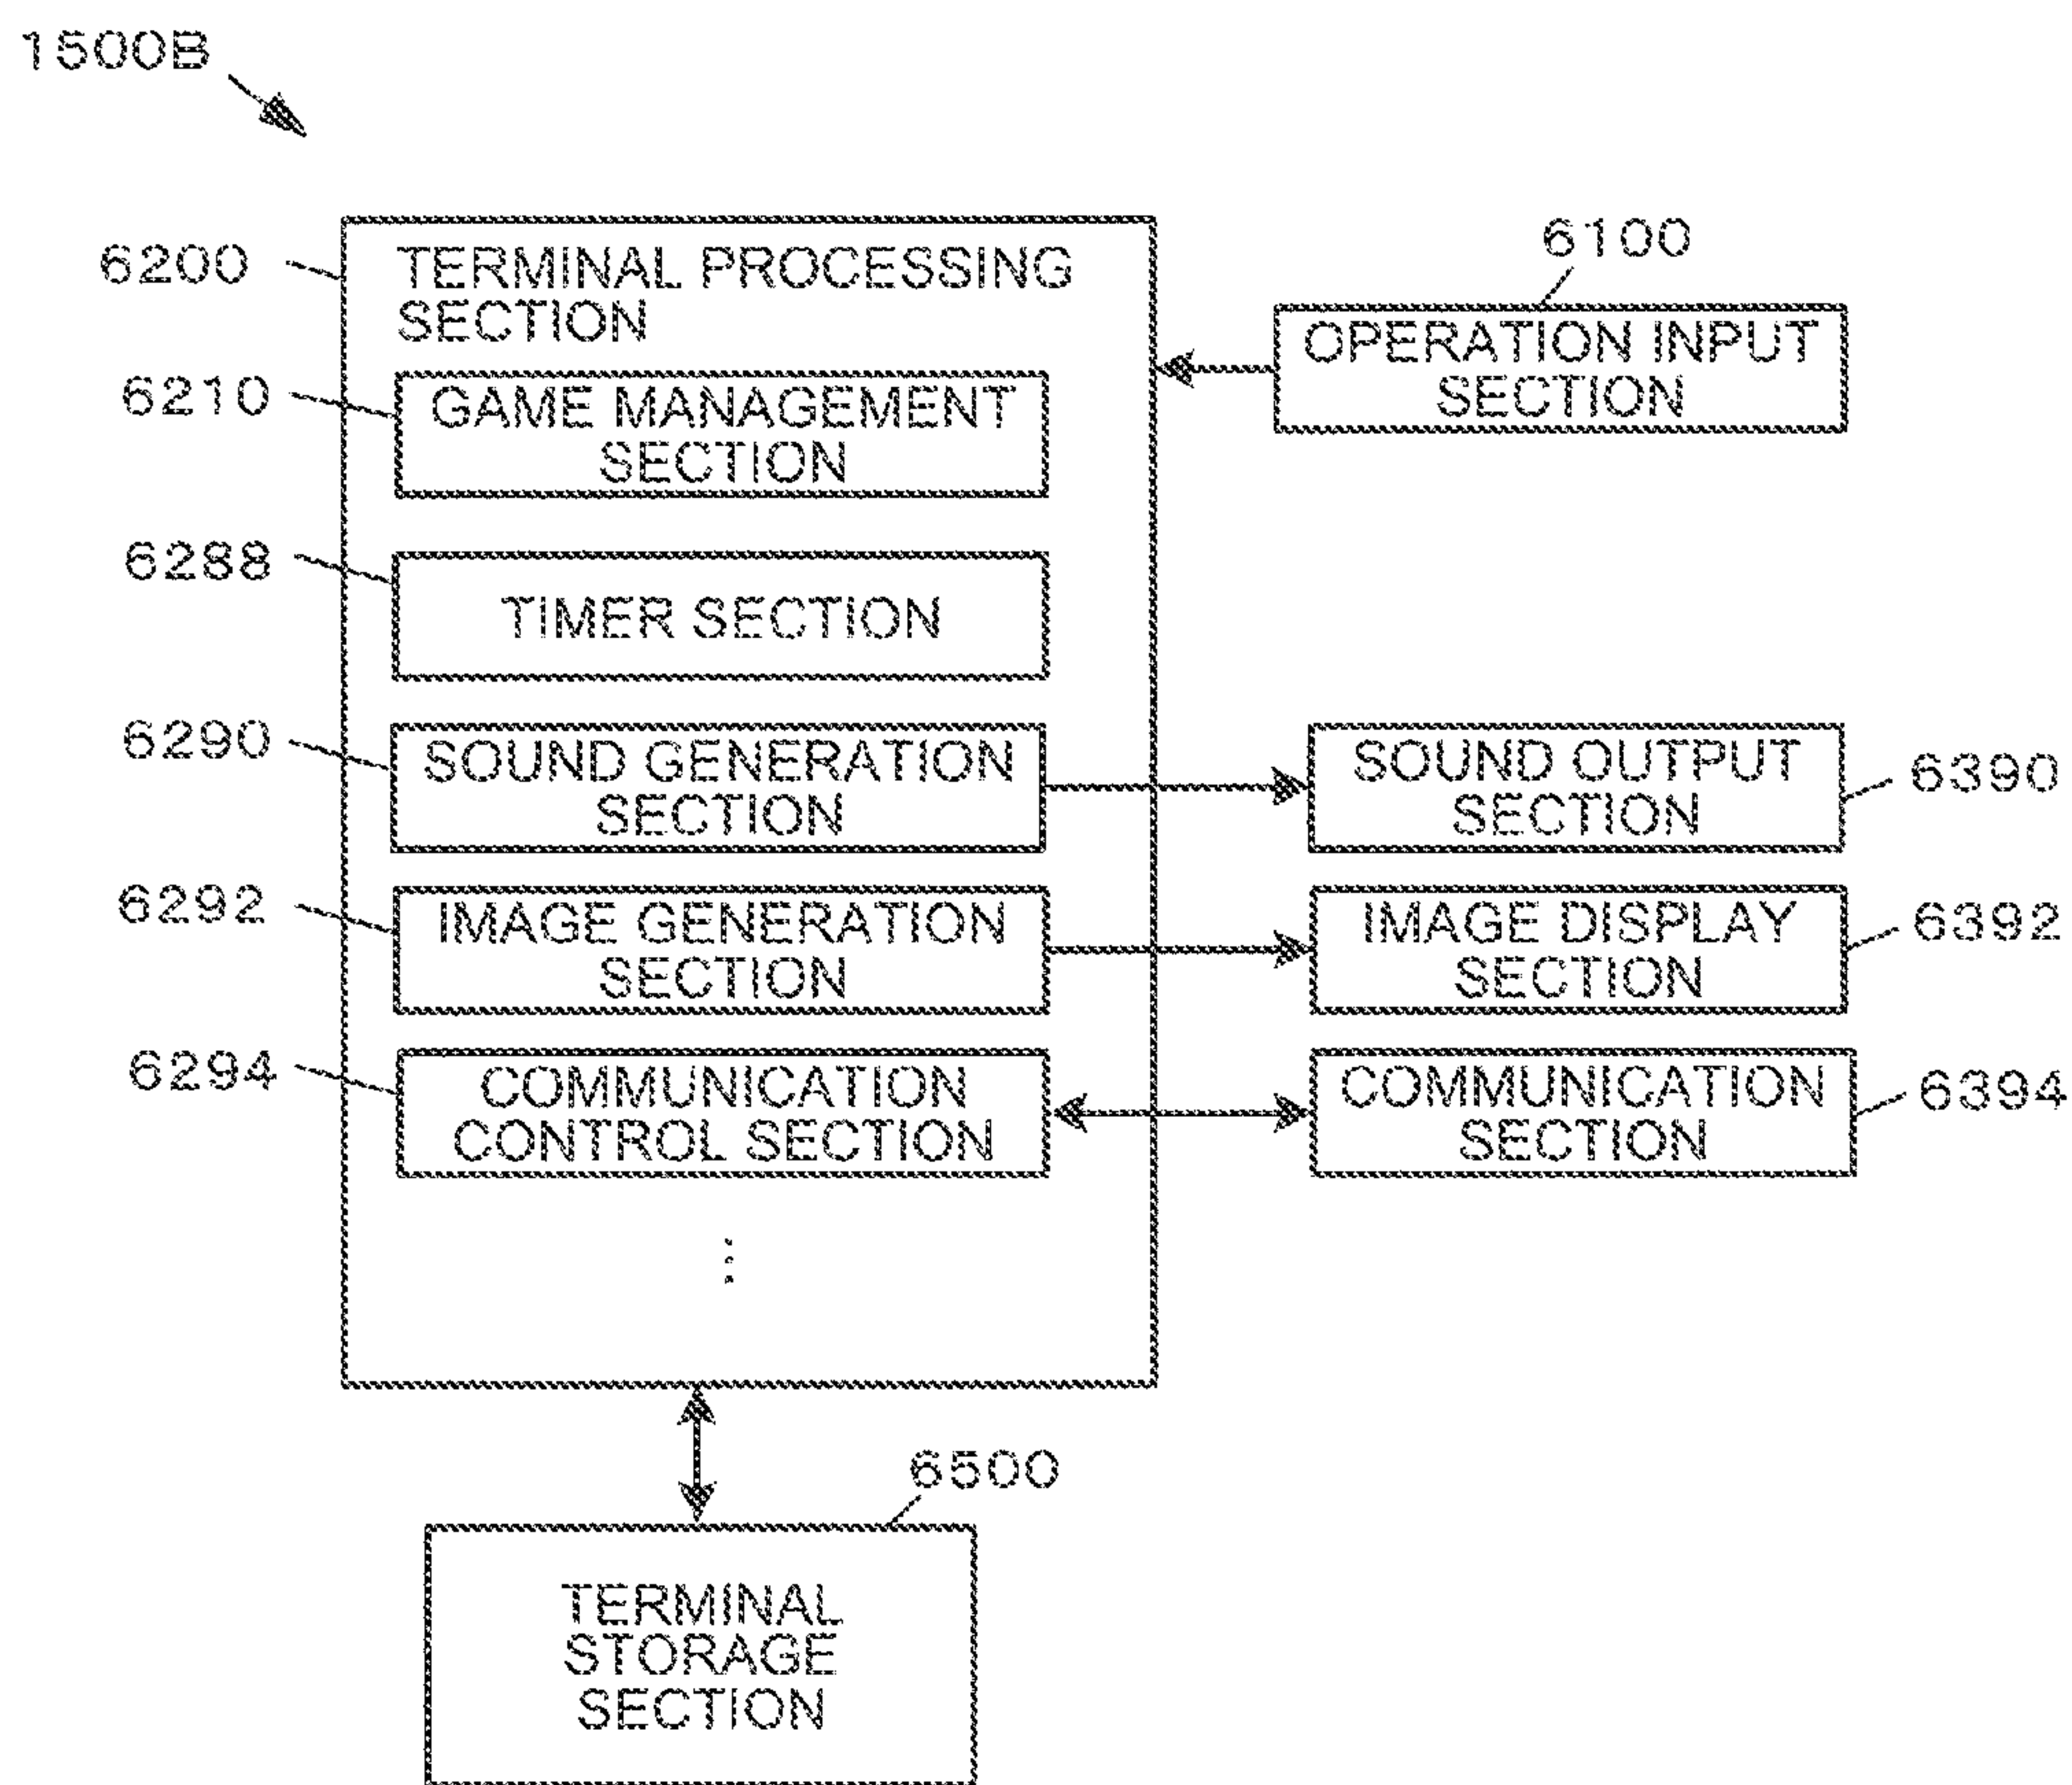 1500B
6200
TERMINAL PROCESSING
SECTION
6100
OPERATION INPUT
SECTION
6210
GAME MANAGEMENT
SECTION
6288
TIMER SECTION
6290
SOUND GENERATION
SECTION
SOUND OUTPUT
SECTION
6390
6292
IMAGE GENERATION
SECTION
IMAGE DISPLAY
SECTION
6392
6294
COMMUNICATION
CONTROL SECTION
COMMUNICATION
SECTION
6394
6500
TERMINAL
STORAGE
SECTION